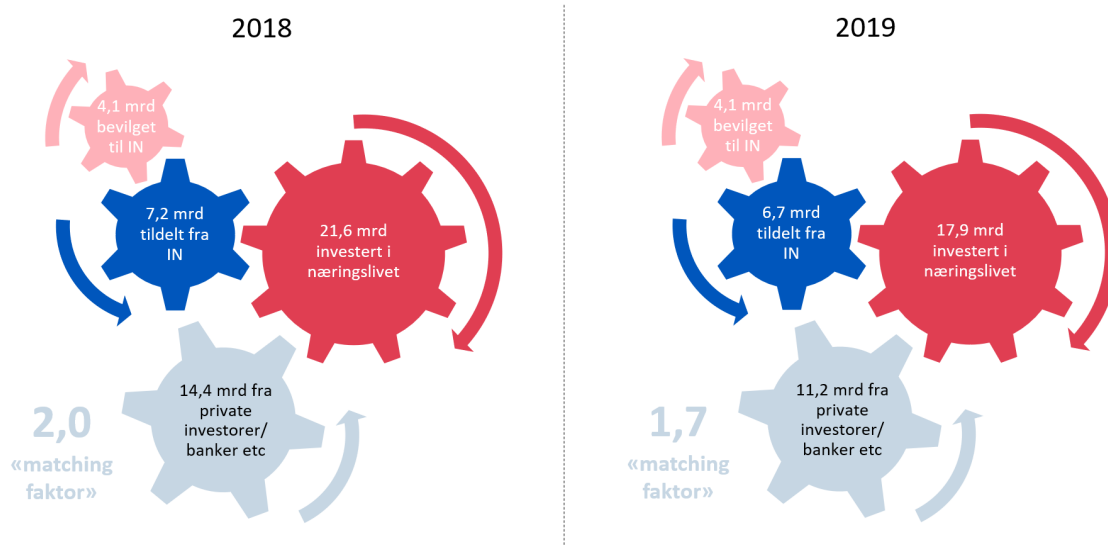 2018
4,1 mrd
bevilget
til IN
7,2 mrd
tildelt fra
IN
21,6 mrd
investert i
næringslivet
14,4 mrd fra
private
investorer/
banker etc
2,0
«matching
faktor»
2019
4,1 mrd
bevilget
til IN
6,7 mrd
tildelt fra
IN
17,9 mrd
investert i
næringslivet
11,2 mrd fra
private
investorer/
banker etc
1,7
«matching
faktor»